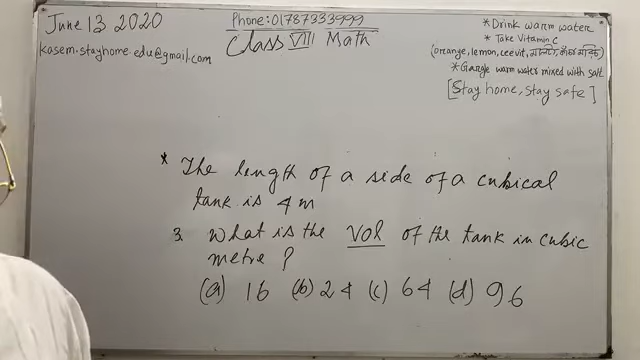 June 13 2020
Phone:01787333999
*Drink warm water
kasem.stayhome.edu@gmail.com
Class VIII Math
* Take Vitamin C
(orange, lemon, ceevit,
*Gargle warm water mixed with salt
[Stay home, stay safe]
* The length of a side of a cubical
tank is 4m
3. What is the Vol of the tank in cubic
metre?
(a) 16 (b) 24 (c) 64 (d) 96